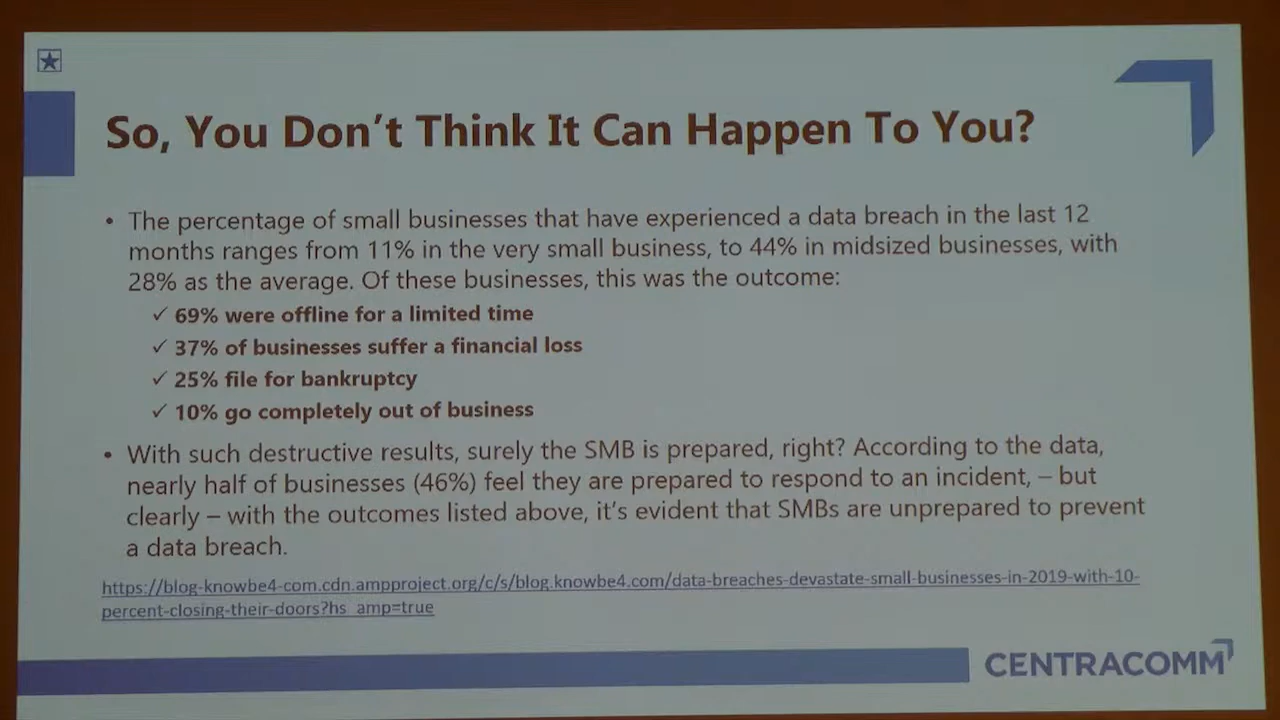 So, You Don't Think It Can Happen To You?
• The percentage of small businesses that have experienced a data breach in the last 12
months ranges from 11% in the very small business, to 44% in midsized businesses, with
28% as the average. Of these businesses, this was the outcome:
✓ 69% were offline for a limited time
✓ 37% of businesses suffer a financial loss
✓ 25% file for bankruptcy
✓ 10% go completely out of business
• With such destructive results, surely the SMB is prepared, right? According to the data,
nearly half of businesses (46%) feel they are prepared to respond to an incident, – but
clearly – with the outcomes listed above, it's evident that SMBs are unprepared to prevent
a data breach.
https://blog-knowbe4-com.cdn.ampproject.org/c/s/blog.knowbe4.com/data-breaches-devastate-small-businesses-in-2019-with-10-
percent-closing-their-doors?hs_amp=true
CENTRACOMM